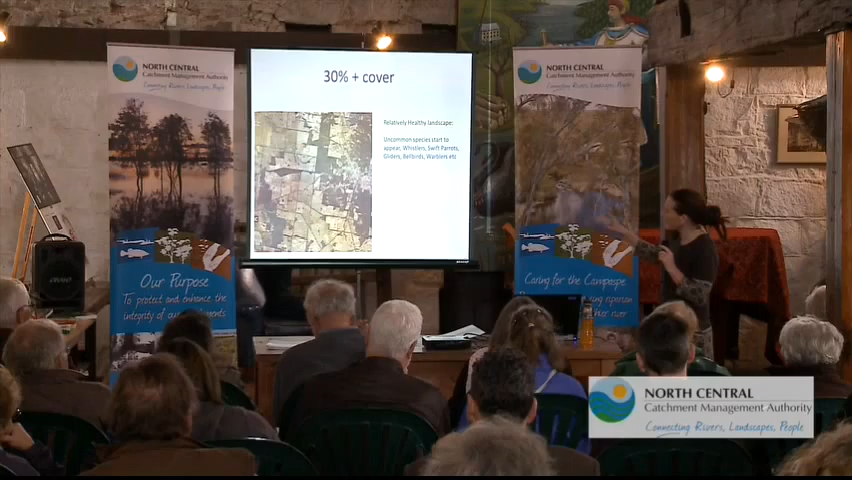 NORTH CENTRAL
Catchment Management Authority
Connecting Rivers, Landscapes, People
Our Purpose
To protect and enhance the
integrity of our
30% + cover
Relatively Healthy landscape:
Uncommon species start to
appear, Whistlers, Swift Parrots,
Gliders, Bellbirds, Warblers etc
NORTH CENTRAL
Catchment Management Authority
Connecting Rivers, Landscapes, People
Caring for the Campaspe
riparian
river
NORTH CENTRAL
Catchment Management Authority
Connecting Rivers, Landscapes, People